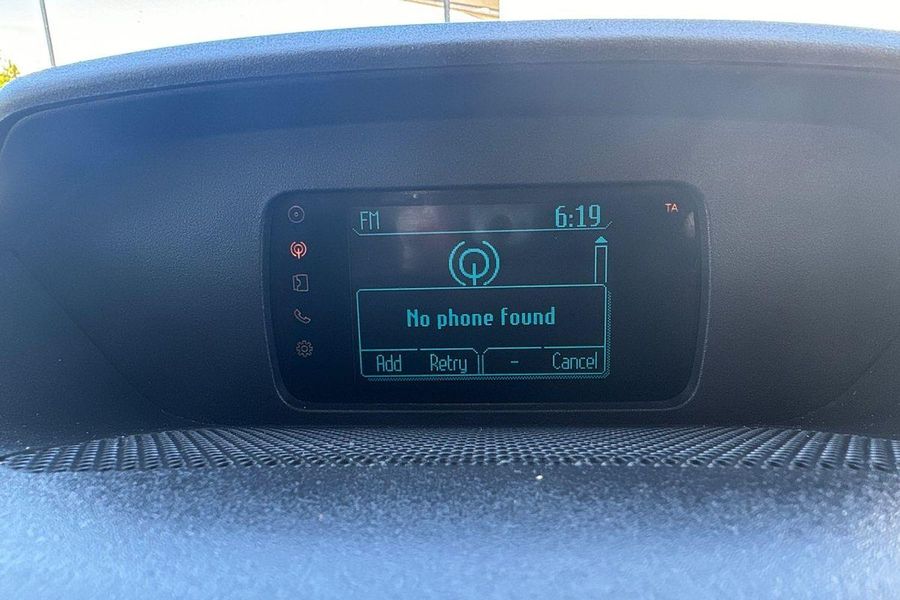 FM 6:19 TA
No phone found
Add Retry - Cancel